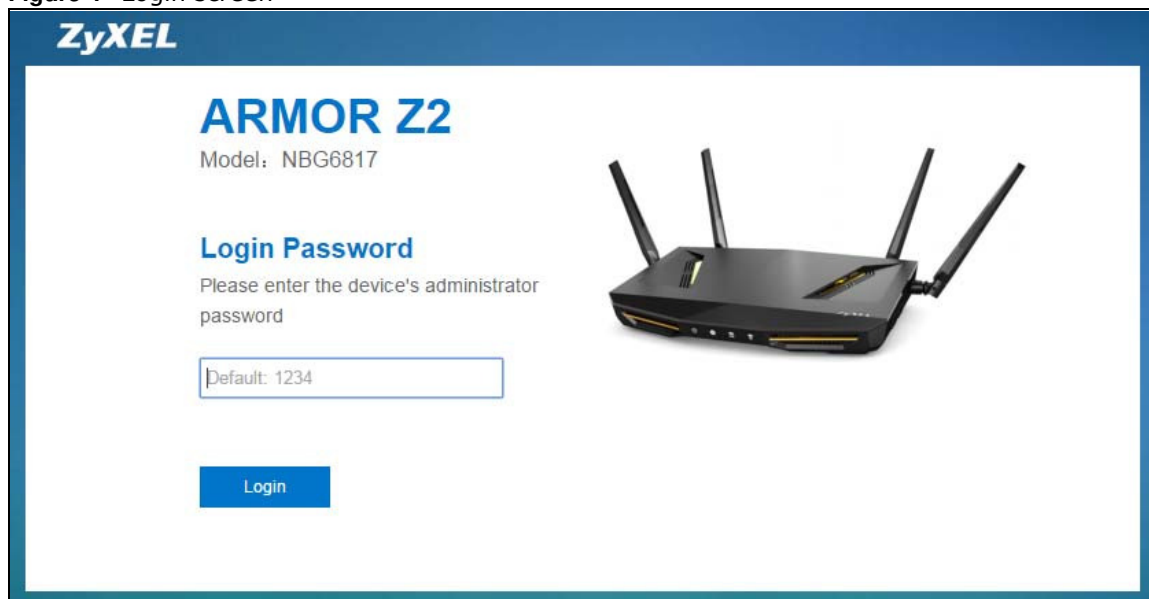 ZyXEL
ARMOR Z2
Model: NBG6817
Login Password
Please enter the device's administrator
password
Default: 1234
Login